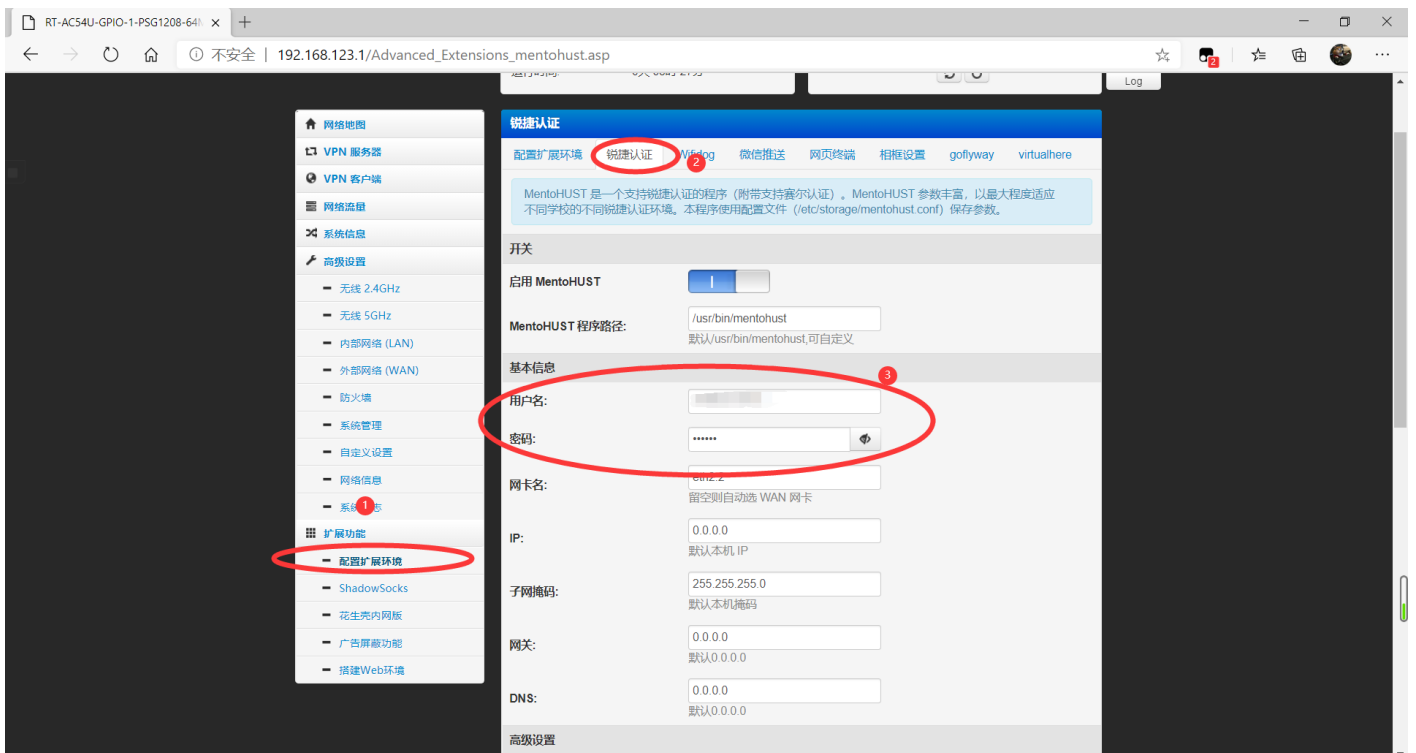 RT-AC54U-GPIO-1-PSG1208-64
不安全 | 192.168.123.1/Advanced_Extensions_mentohust.asp
2
Log
网络地图
VPN 服务器
VPN 客户端
网络流量
系统信息
高级设置
无线 2.4GHz
无线 5GHz
内部网络 (LAN)
外部网络 (WAN)
防火墙
系统管理
自定义设置
网络信息
1
扩展功能
配置扩展环境
ShadowSocks
花生壳内网版
广告屏蔽功能
搭建Web环境
锐捷认证
配置扩展环境 锐捷认证 Wifidog 微信推送 网页终端 相框设置 goflyway virtualhere
2
MentoHUST 是一个支持锐捷认证的程序（附带支持赛尔认证）。MentoHUST 参数丰富，以最大程度适应
不同学校的不同锐捷认证环境。本程序使用配置文件（/etc/storage/mentohust.conf）保存参数。
开关
启用 MentoHUST
MentoHUST 程序路径: /usr/bin/mentohust
默认/usr/bin/mentohust,可自定义
基本信息
3
用户名:
密码: ••••••
网卡名: eth2.2
留空则自动选 WAN 网卡
IP: 0.0.0.0
默认本机 IP
子网掩码: 255.255.255.0
默认本机掩码
网关: 0.0.0.0
默认0.0.0.0
DNS: 0.0.0.0
默认0.0.0.0
高级设置